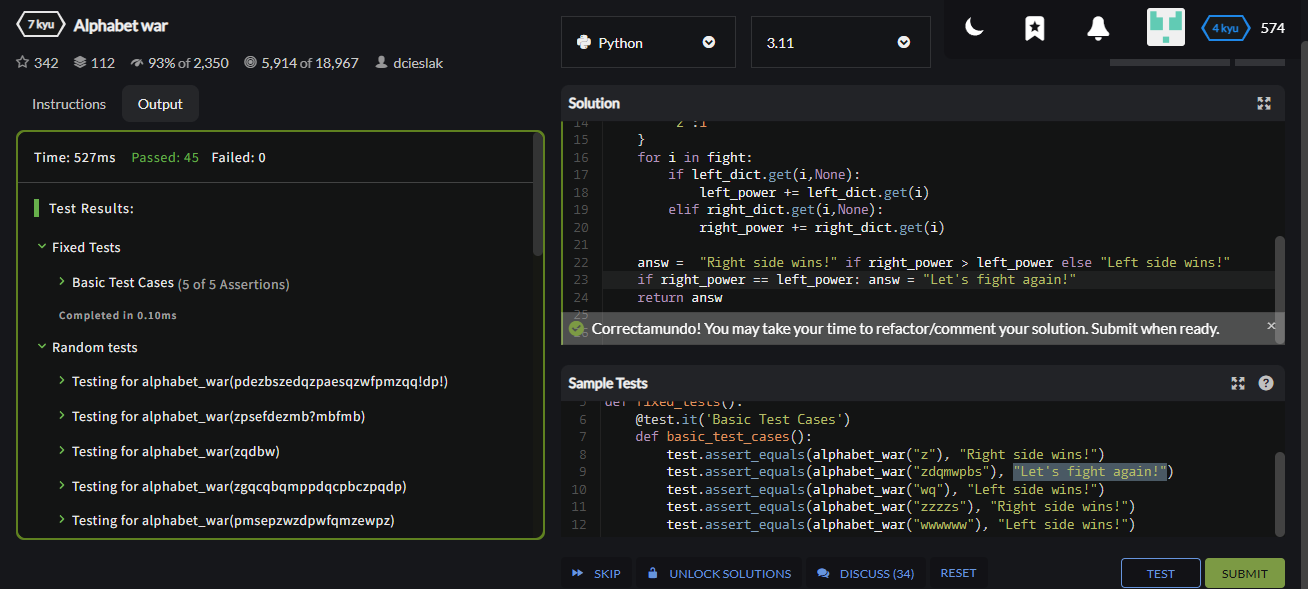 7 kyu Alphabet war
342 112 93% of 2,350 5,914 of 18,967 dcieslak
Python
3.11
4 kyu 574
Instructions Output
Time: 527ms Passed: 45 Failed: 0
Test Results:
Fixed Tests
Basic Test Cases (5 of 5 Assertions)
Completed in 0.10ms
Random tests
Testing for alphabet_war(pdezbszedqzpaesqzwfpmzqq!dp!)
Testing for alphabet_war(zpsefdezmb?mbfmb)
Testing for alphabet_war(zqdbw)
Testing for alphabet_war(zgqcqbqmppdqcpbczpqdp)
Testing for alphabet_war(pmsepzwzdpwfqmzewpz)
Solution
14 'z':1
15 }
16 for i in fight:
17 if left_dict.get(i,None):
18 left_power += left_dict.get(i)
19 elif right_dict.get(i,None):
20 right_power += right_dict.get(i)
21
22 answ =  "Right side wins!" if right_power > left_power else "Left side wins!"
23 if right_power == left_power: answ = "Let's fight again!"
24 return answ
25
Correctamundo! You may take your time to refactor/comment your solution. Submit when ready. ×
Sample Tests
5 def fixed_tests():
6 @test.it('Basic Test Cases')
7 def basic_test_cases():
8 test.assert_equals(alphabet_war("z"), "Right side wins!")
9 test.assert_equals(alphabet_war("zdqmwpbs"), "Let's fight again!")
10 test.assert_equals(alphabet_war("wq"), "Left side wins!")
11 test.assert_equals(alphabet_war("zzzzs"), "Right side wins!")
12 test.assert_equals(alphabet_war("wwwwww"), "Left side wins!")
SKIP UNLOCK SOLUTIONS DISCUSS (34) RESET TEST SUBMIT